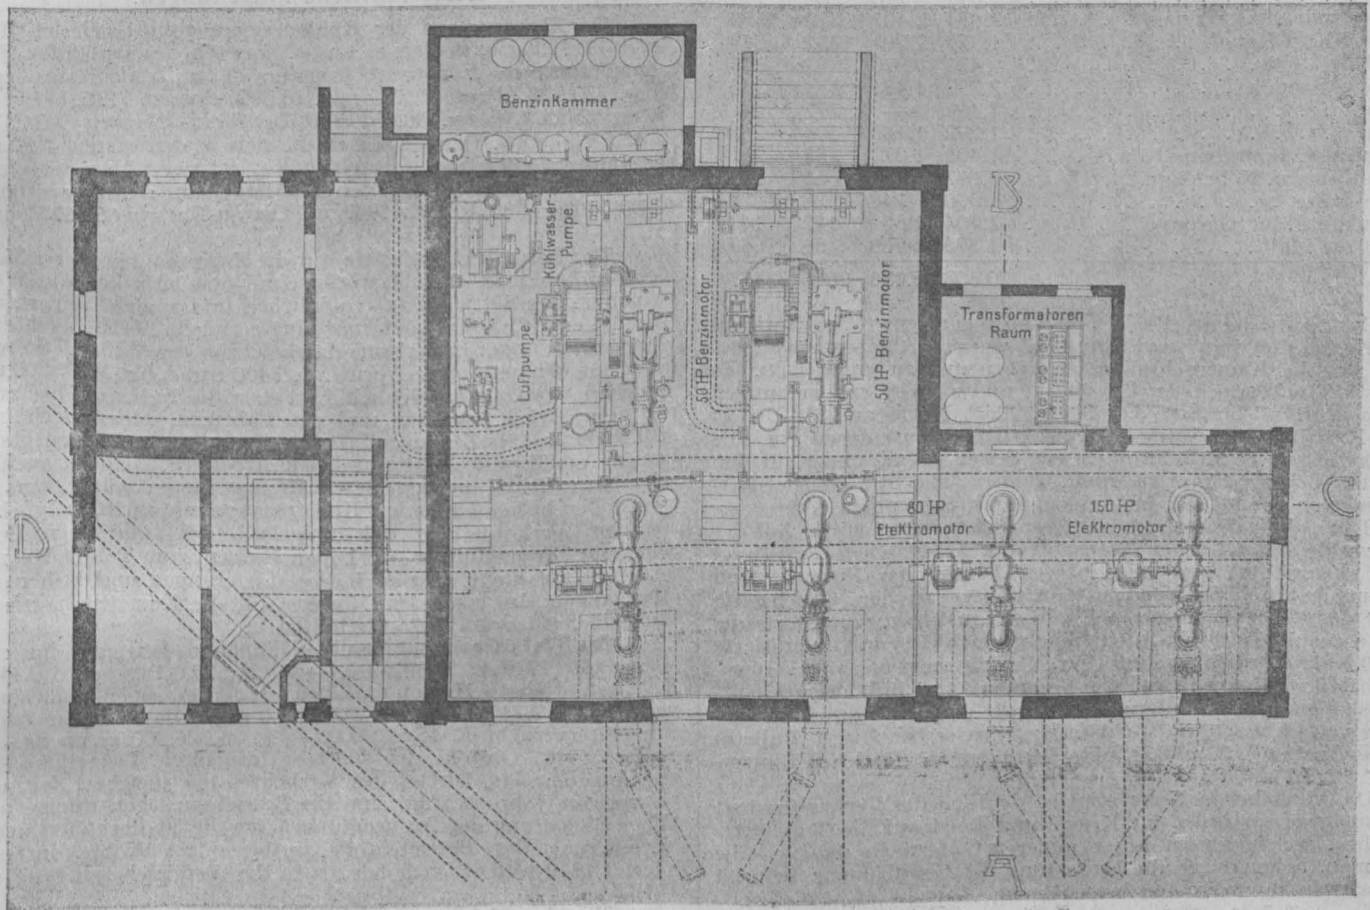 Benzinkammer
B
Kühlwasser
Pumpe
Luftpumpe
50 HP Benzinmotor
50 HP Benzinmotor
Transformatoren
Raum
80 HP
Elektromotor
150 HP
Elektromotor
D
C
A